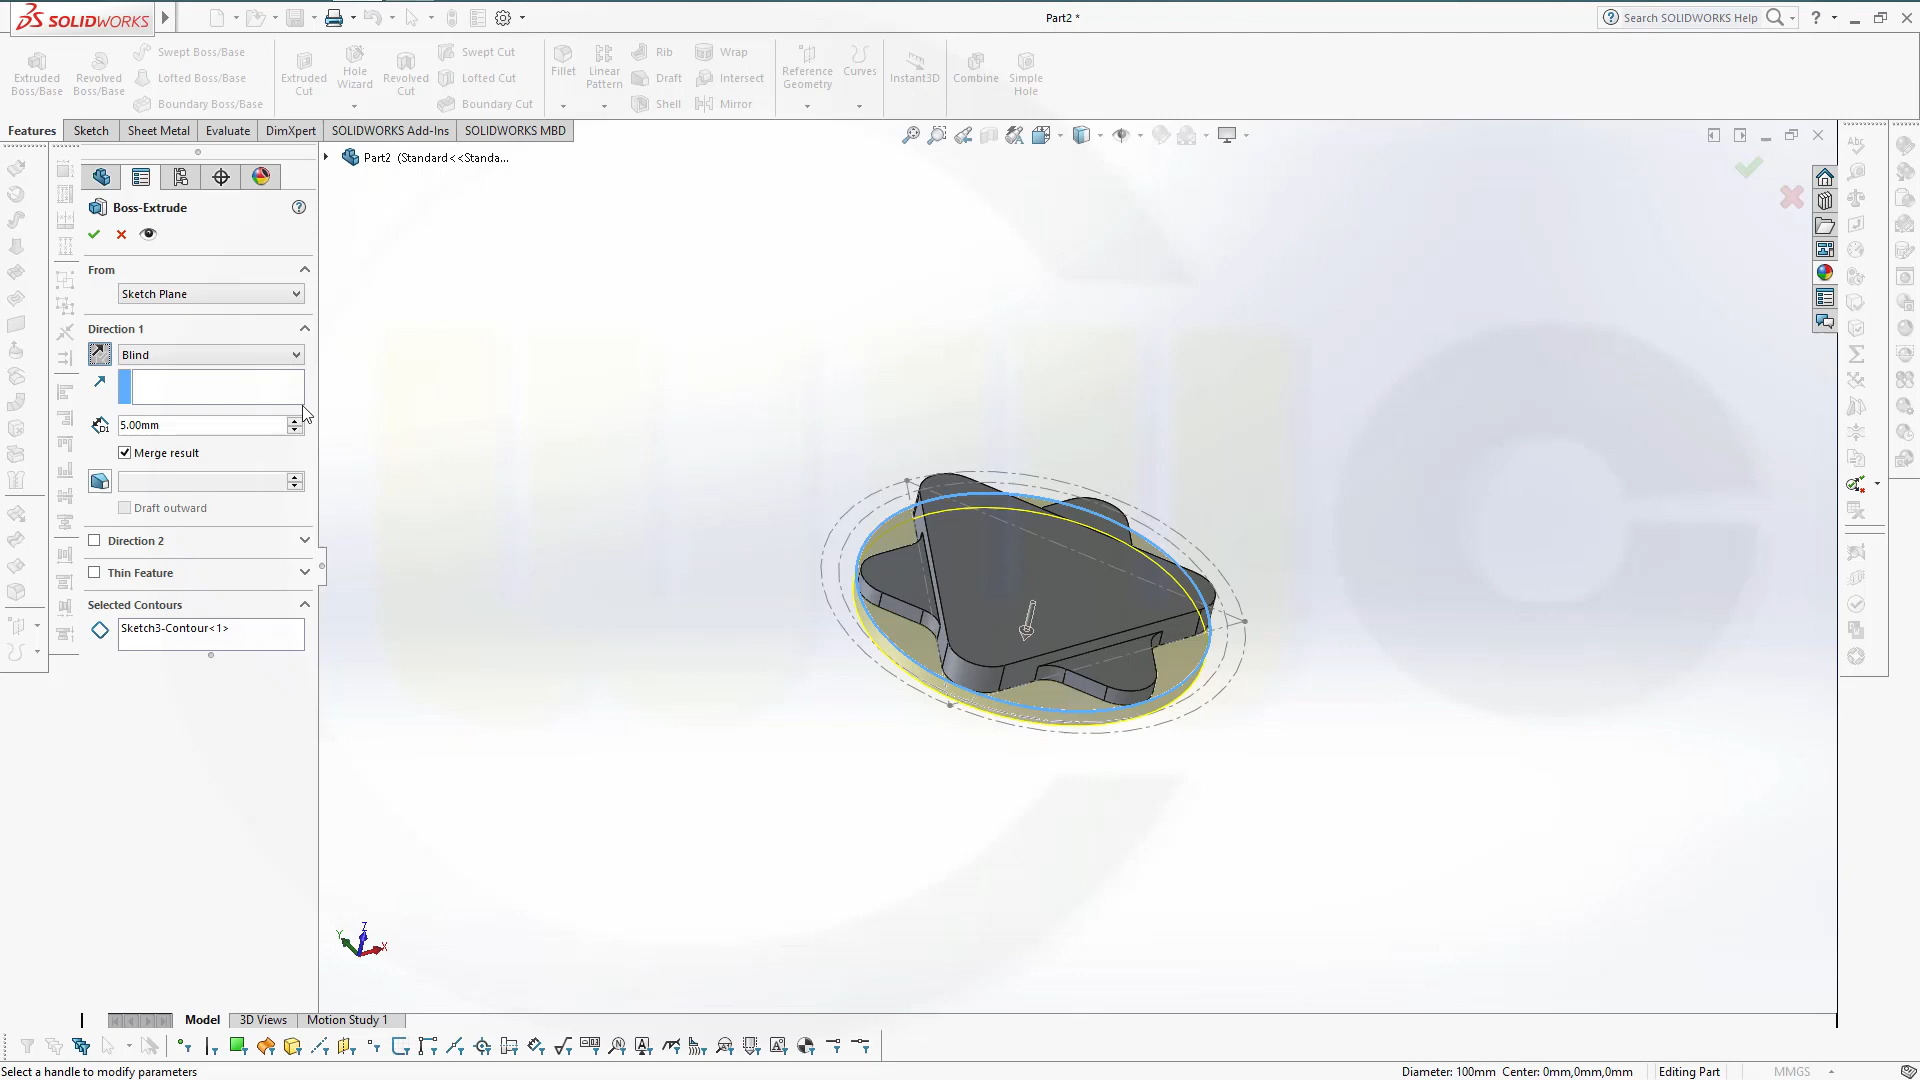 SOLIDWORKS
Part2 *
Search SOLIDWORKS Help
Extruded Boss/Base
Revolved Boss/Base
Swept Boss/Base
Lofted Boss/Base
Boundary Boss/Base
Extruded Cut
Hole Wizard
Revolved Cut
Swept Cut
Lofted Cut
Boundary Cut
Fillet
Linear Pattern
Rib
Draft
Shell
Wrap
Intersect
Mirror
Reference Geometry
Curves
Instant3D
Combine
Simple Hole
Features
Sketch
Sheet Metal
Evaluate
DimXpert
SOLIDWORKS Add-Ins
SOLIDWORKS MBD
Part2 (Standard<<Standa...
Boss-Extrude
From
Sketch Plane
Direction 1
Blind
D1
5.00mm
Merge result
Draft outward
Direction 2
Thin Feature
Selected Contours
Sketch3-Contour<1>
Z
Y
X
Model
3D Views
Motion Study 1
Select a handle to modify parameters
Diameter: 100mm Center: 0mm,0mm,0mm
Editing Part
MMGS